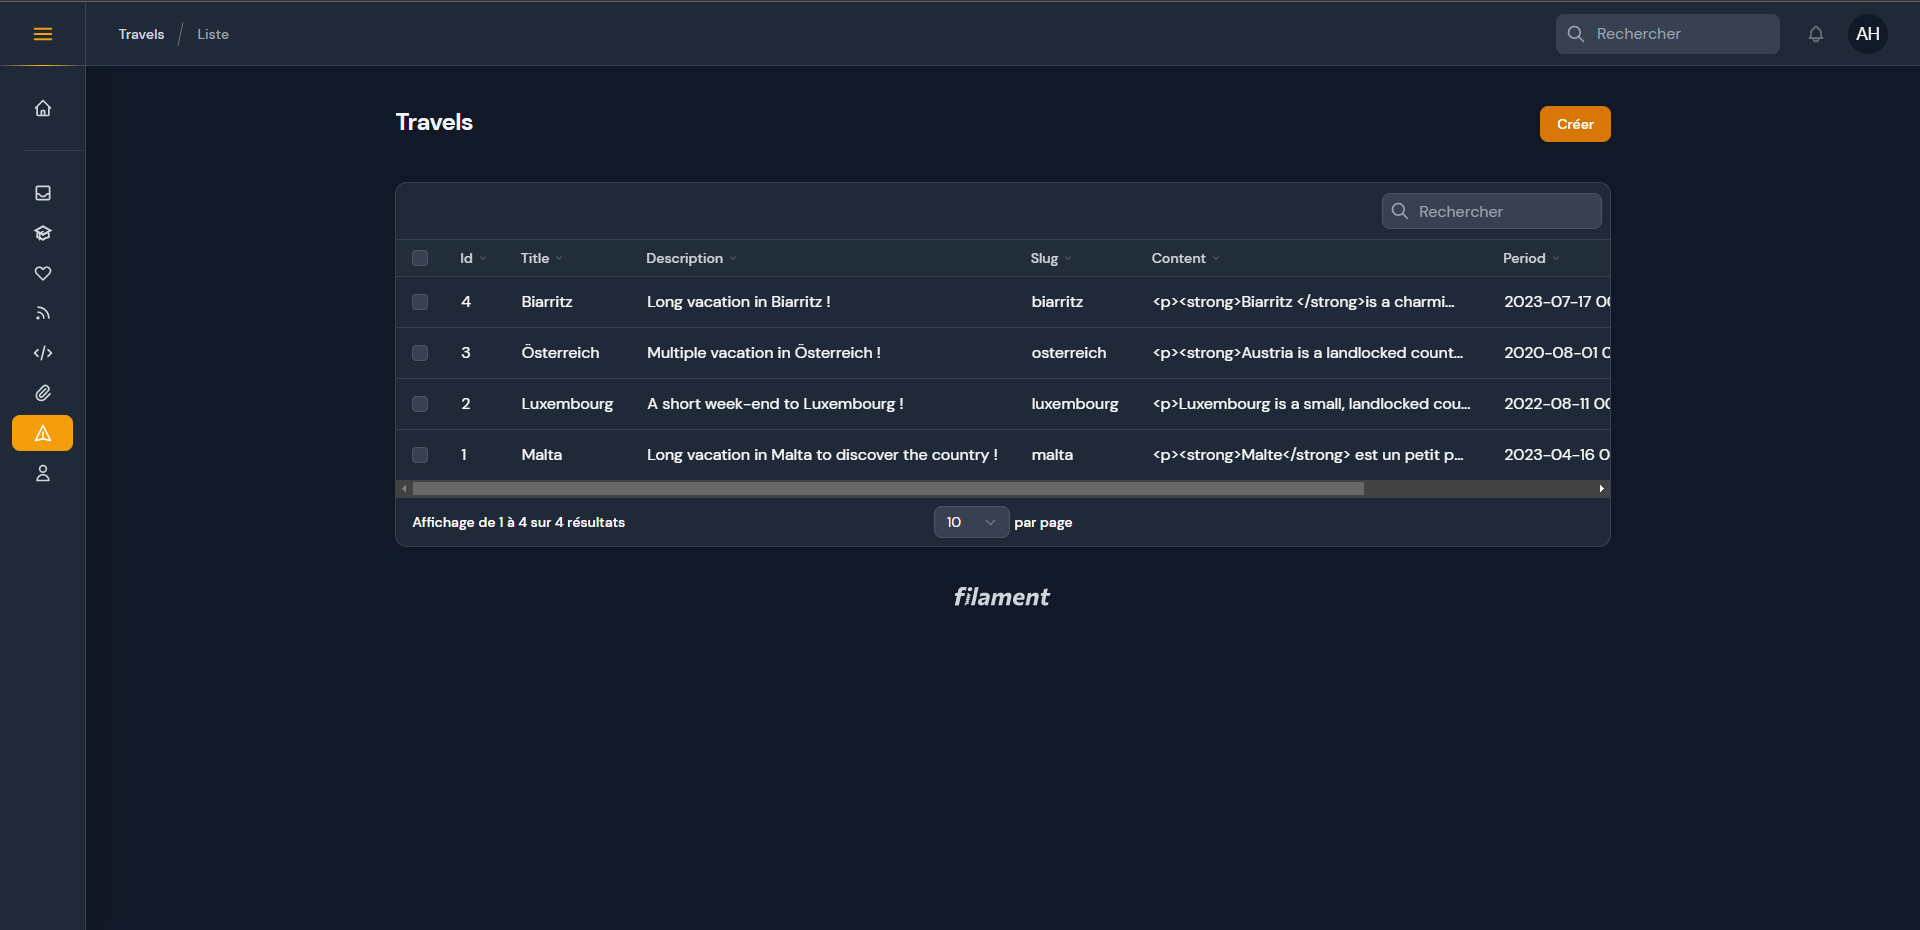 Travels / Liste
Rechercher
AH
Travels
Créer
Rechercher
Id Title Description Slug Content Period
4 Biarritz Long vacation in Biarritz ! biarritz <p><strong>Biarritz </strong>is a charmi... 2023-07-17 00
3 Österreich Multiple vacation in Österreich ! osterreich <p><strong>Austria is a landlocked count... 2020-08-01 0
2 Luxembourg A short week-end to Luxembourg ! luxembourg <p>Luxembourg is a small, landlocked cou... 2022-08-11 00
1 Malta Long vacation in Malta to discover the country ! malta <p><strong>Malte</strong> est un petit p... 2023-04-16 0
Affichage de 1 à 4 sur 4 résultats 10 par page
filament